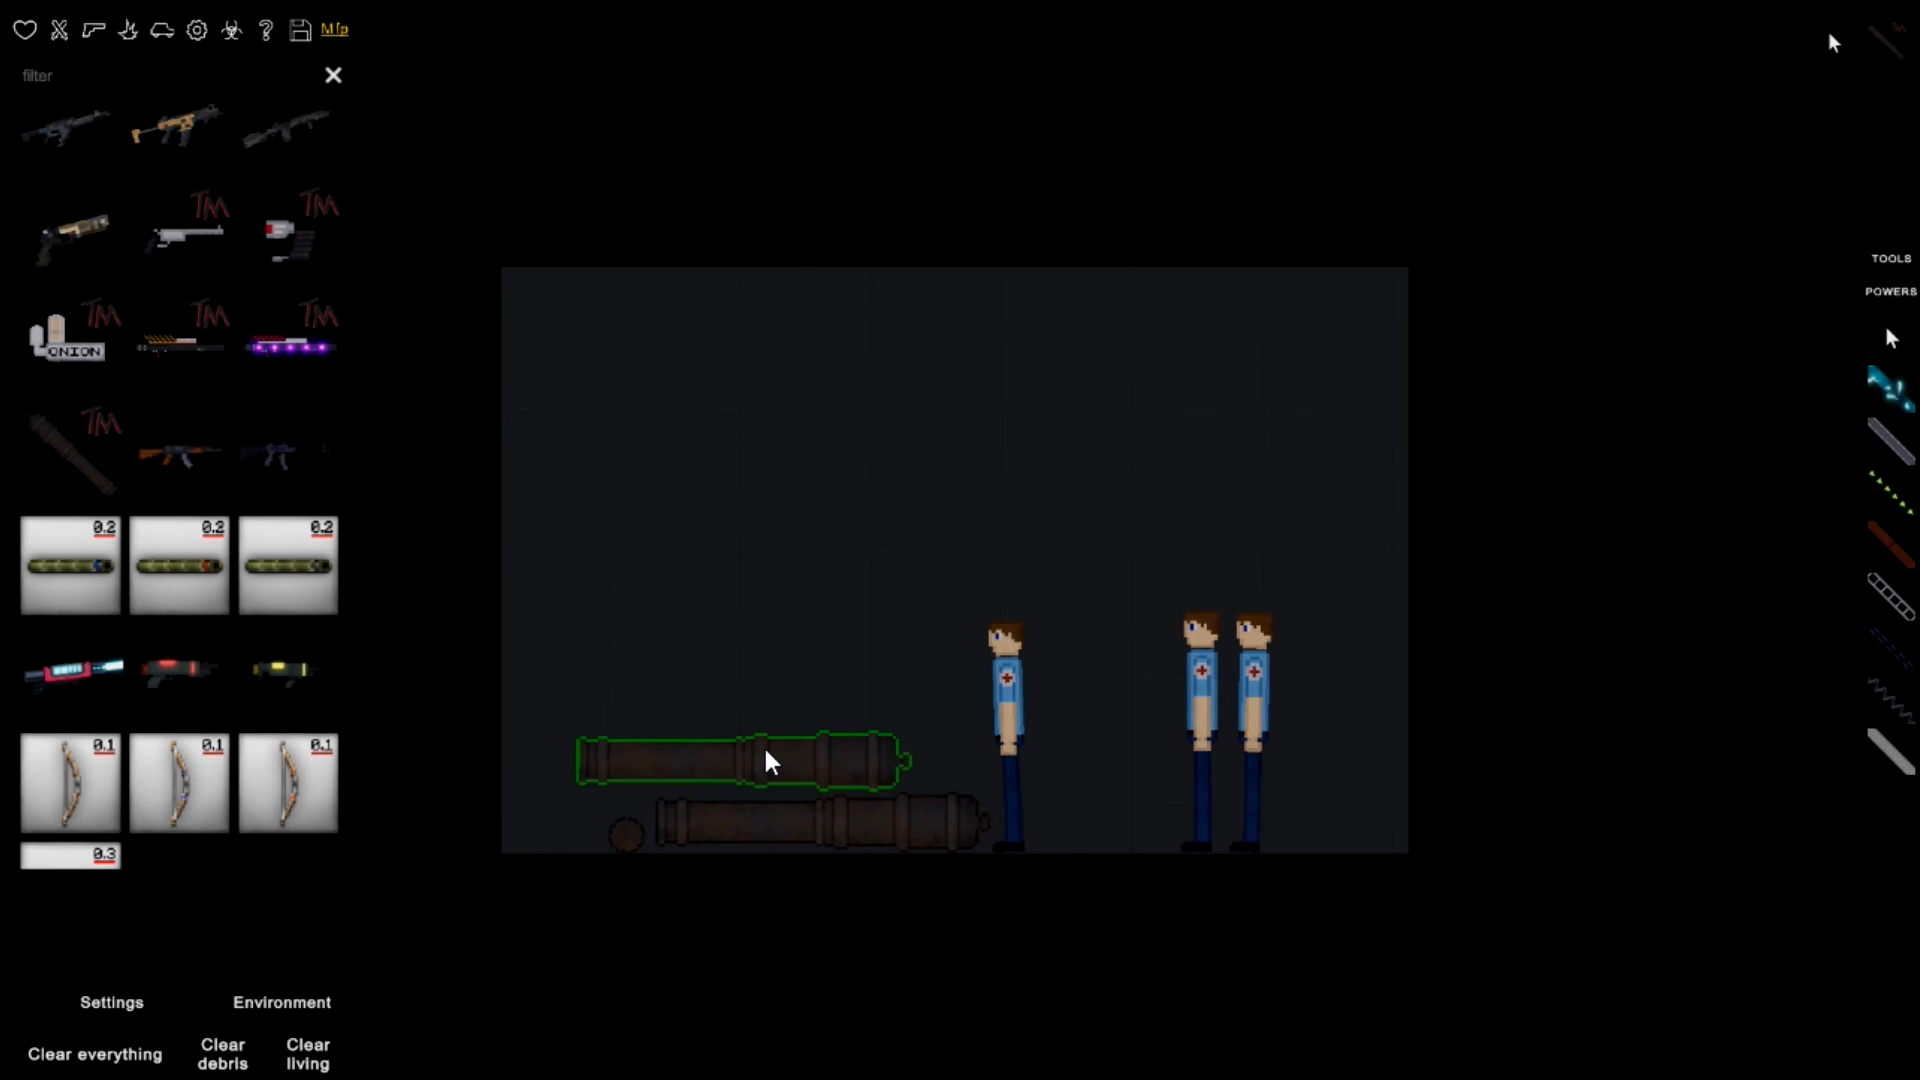 Mfp
filter
TM
TM
TM
ONION
TM
TM
TM
0.2
0.2
0.2
0.1
0.1
0.1
0.3
Settings
Environment
Clear everything
Clear
debris
Clear
living
TM
TOOLS
POWERS